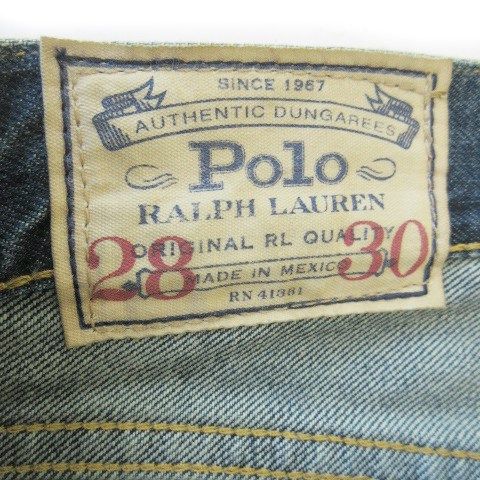 SINCE 1967
AUTHENTIC DUNGAREES
Polo
RALPH LAUREN
ORIGINAL RL QUALITY
28 30
MADE IN MEXICO
RN 41381